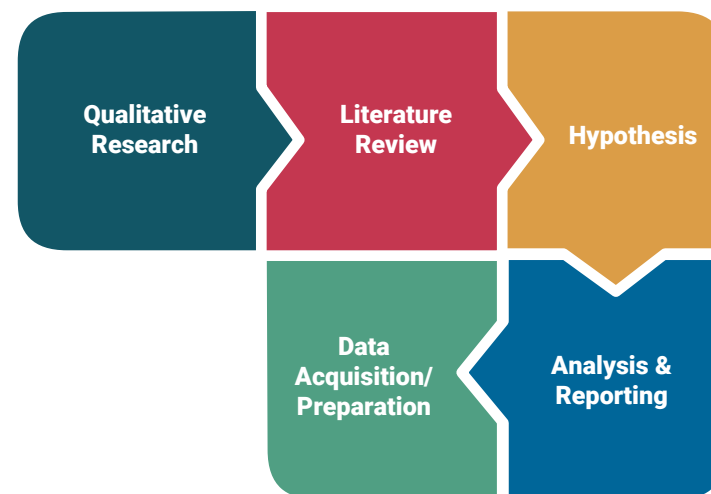 Qualitative
Research
Literature
Review
Hypothesis
Data
Acquisition/
Preparation
Analysis &
Reporting